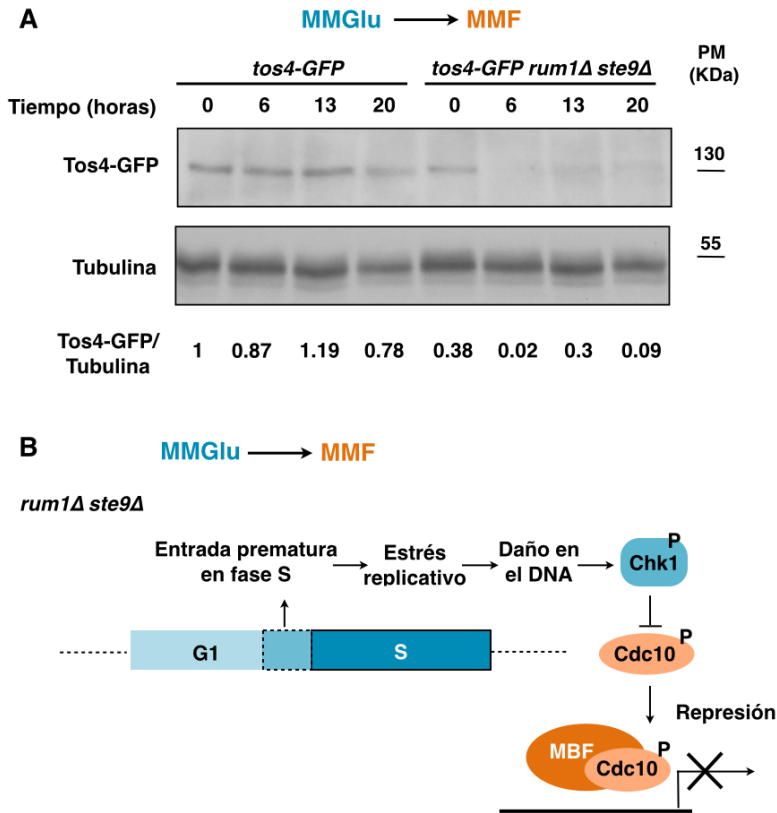 A
MMGlu MMF
tos4-GFP tos4-GFP rum1Δ ste9Δ PM
(KDa)
Tiempo (horas) 0 6 13 20 0 6 13 20
Tos4-GFP 130
Tubulina 55
Tos4-GFP/
Tubulina 1 0.87 1.19 0.78 0.38 0.02 0.3 0.09
B
MMGlu MMF
rum1Δ ste9Δ
Entrada prematura
en fase S
Estrés
replicativo
Daño en
el DNA
P
Chk1
G1 S
P
Cdc10
Represión
MBF P
Cdc10